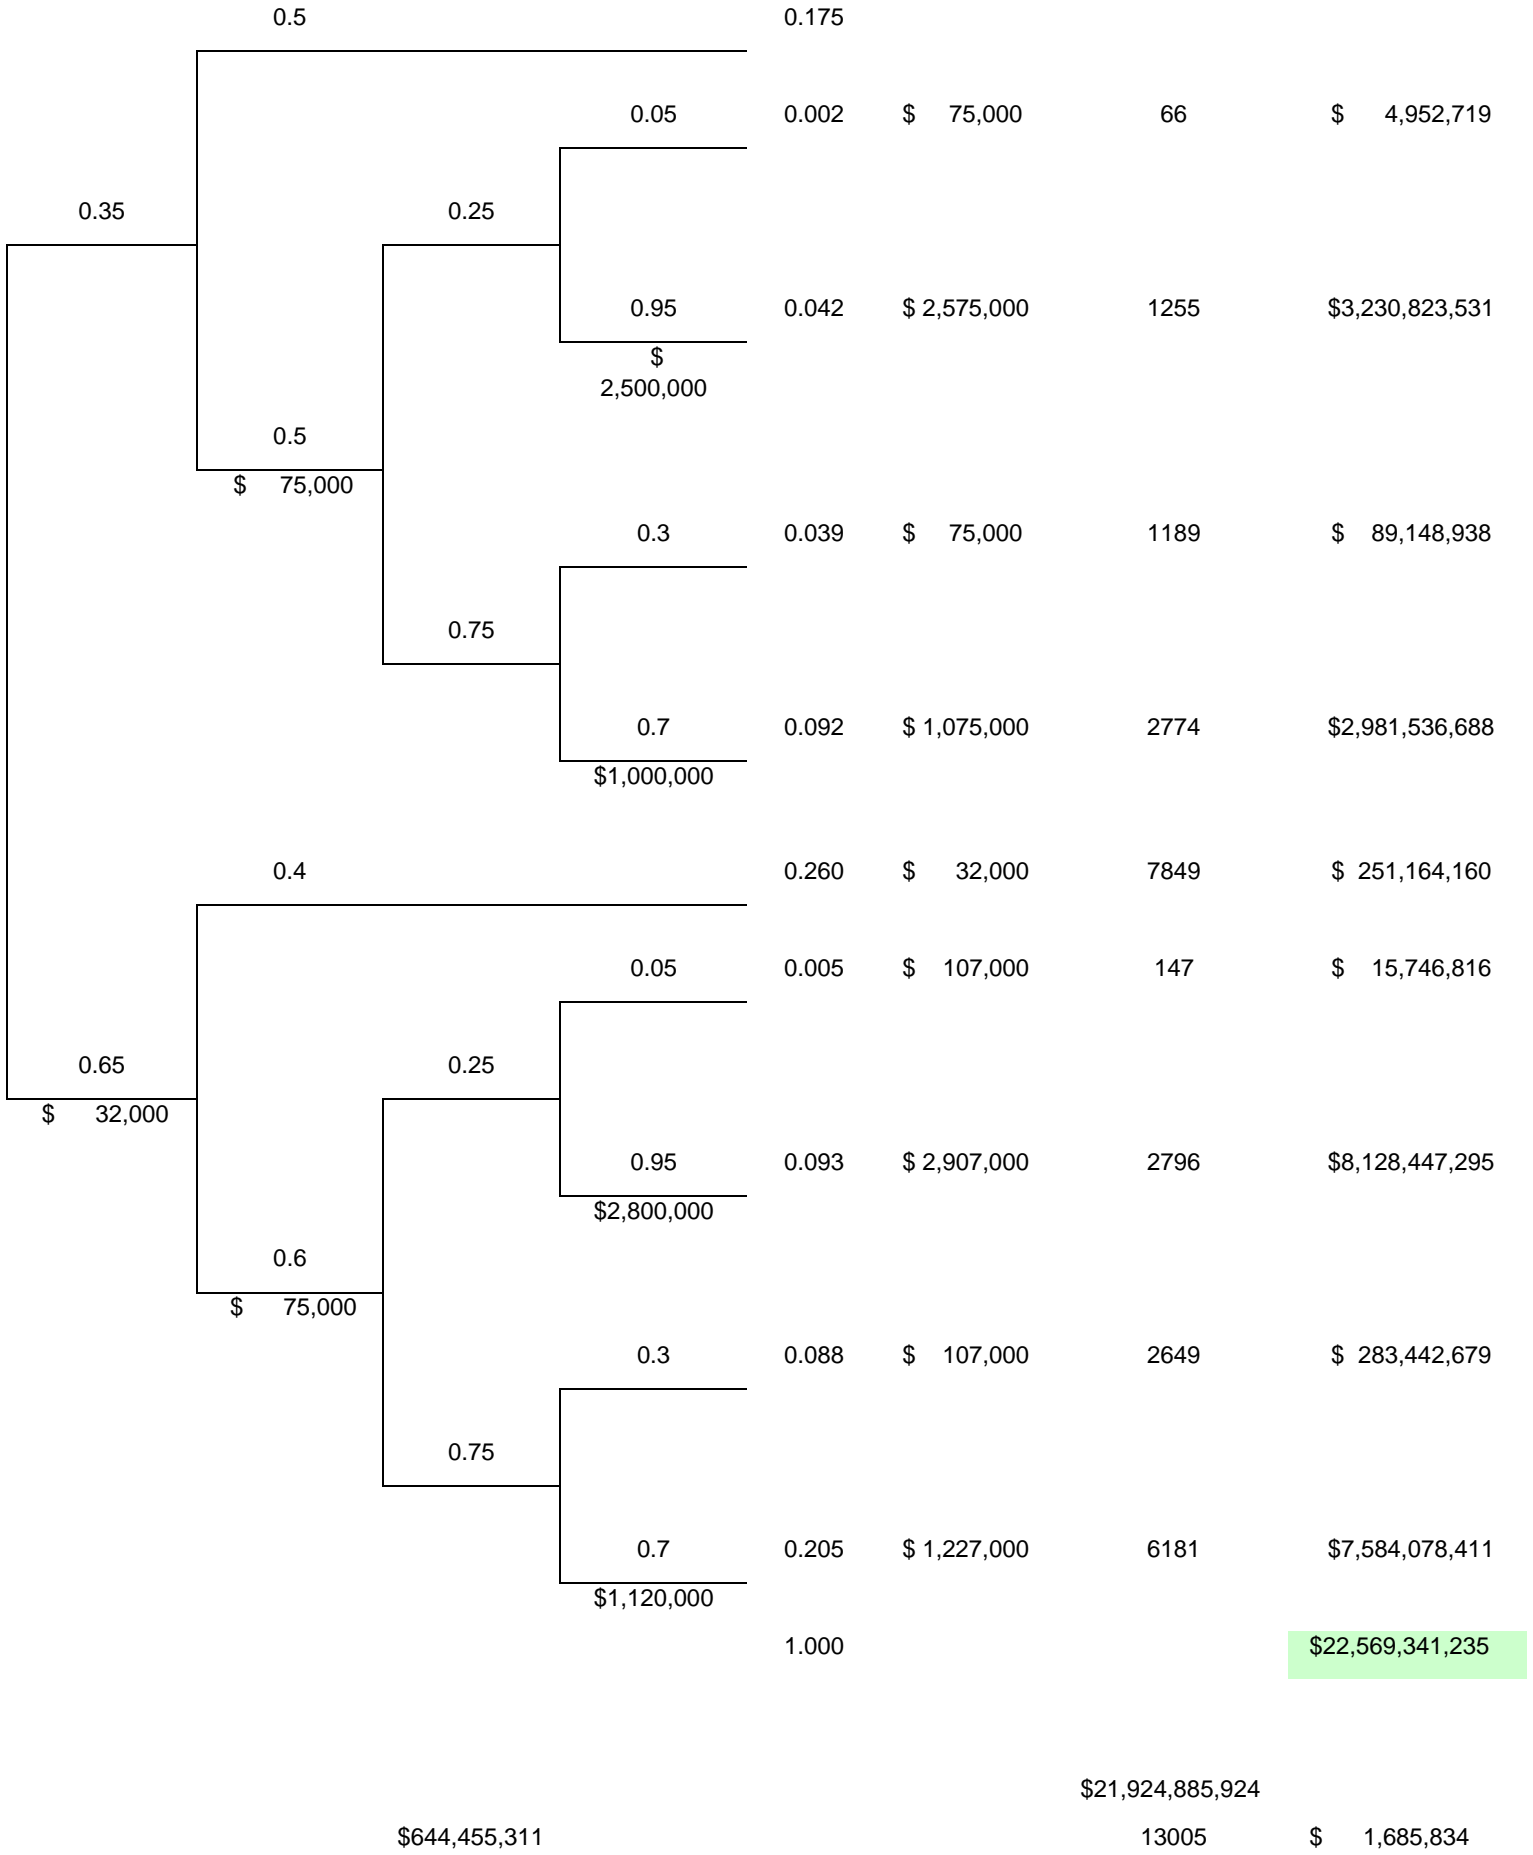 0.5 0.175
0.05 0.002 $ 75,000 66 $ 4,952,719
0.35 0.25
0.95 0.042 $ 2,575,000 1255 $3,230,823,531
$
2,500,000
0.5
$ 75,000
0.3 0.039 $ 75,000 1189 $ 89,148,938
0.75
0.7 0.092 $ 1,075,000 2774 $2,981,536,688
$1,000,000
0.4 0.260 $ 32,000 7849 $ 251,164,160
0.05 0.005 $ 107,000 147 $ 15,746,816
0.65 0.25
$ 32,000
0.95 0.093 $ 2,907,000 2796 $8,128,447,295
$2,800,000
0.6
$ 75,000
0.3 0.088 $ 107,000 2649 $ 283,442,679
0.75
0.7 0.205 $ 1,227,000 6181 $7,584,078,411
$1,120,000
1.000 $22,569,341,235
$21,924,885,924
$644,455,311 13005 $ 1,685,834